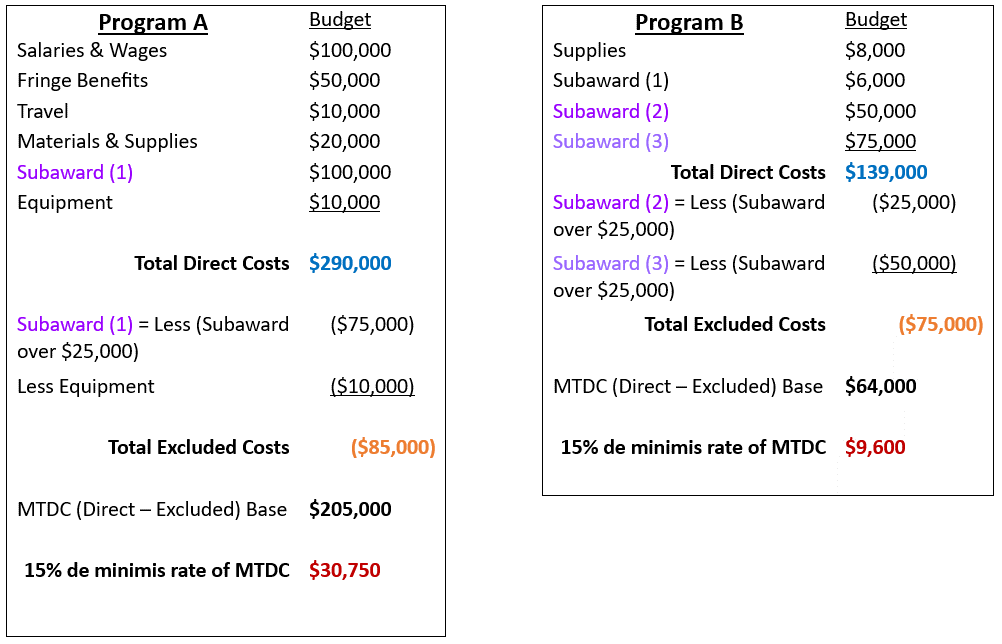 Program A Budget
Salaries & Wages $100,000
Fringe Benefits $50,000
Travel $10,000
Materials & Supplies $20,000
Subaward (1) $100,000
Equipment $10,000
Total Direct Costs $290,000
Subaward (1) = Less (Subaward ($75,000)
over $25,000)
Less Equipment ($10,000)
Total Excluded Costs ($85,000)
MTDC (Direct – Excluded) Base $205,000
15% de minimis rate of MTDC $30,750
Program B Budget
Supplies $8,000
Subaward (1) $6,000
Subaward (2) $50,000
Subaward (3) $75,000
Total Direct Costs $139,000
Subaward (2) = Less (Subaward ($25,000)
over $25,000)
Subaward (3) = Less (Subaward ($50,000)
over $25,000)
Total Excluded Costs ($75,000)
MTDC (Direct – Excluded) Base $64,000
15% de minimis rate of MTDC $9,600